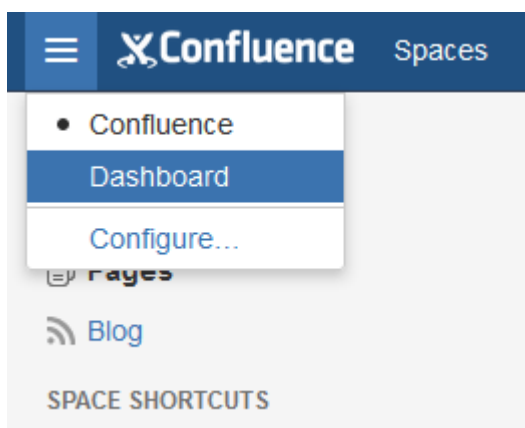 Confluence Spaces
• Confluence
Dashboard
Configure...
Pages
Blog
SPACE SHORTCUTS